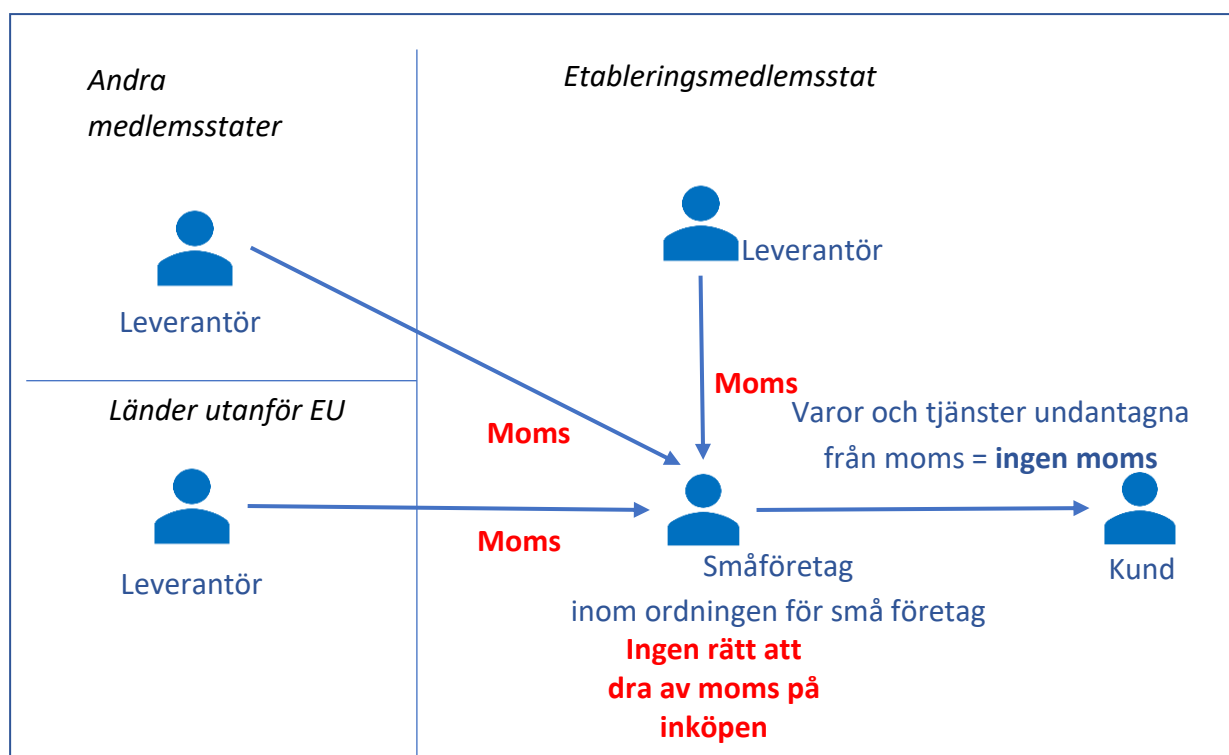 Andra
medlemsstater
Etableringsmedlemsstat
Leverantör
Leverantör
Länder utanför EU
Moms
Moms
Varor och tjänster undantagna
från moms = ingen moms
Moms
Leverantör
Småföretag
inom ordningen för små företag
Ingen rätt att
dra av moms på
inköpen
Kund